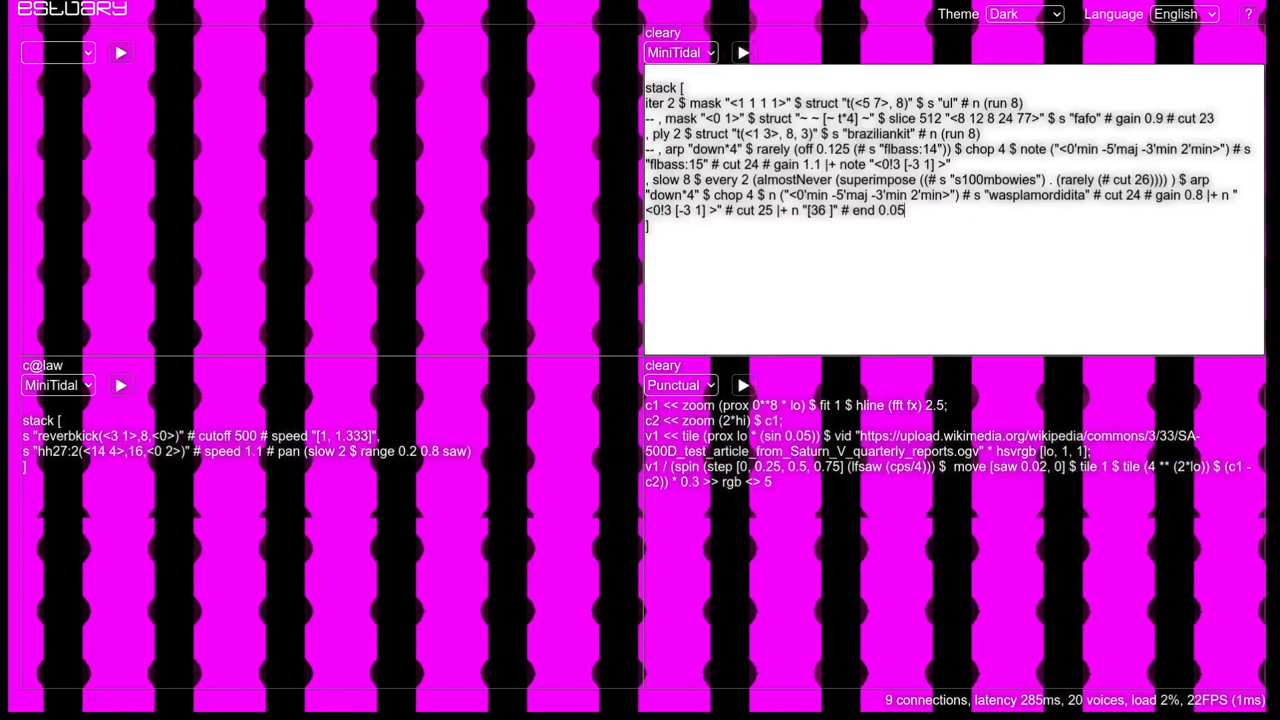 estuary
Theme Dark Language English ?
cleary
MiniTidal
stack [
iter 2 $ mask "<1 1 1 1>" $ struct "t(<5 7>, 8)" $ s "ul" # n (run 8)
-- , mask "<0 1>" $ struct "~ ~ [~ t*4] ~" $ slice 512 "<8 12 8 24 77>" $ s "fafo" # gain 0.9 # cut 23
, ply 2 $ struct "t(<1 3>, 8, 3)" $ s "braziliankit" # n (run 8)
-- , arp "down*4" $ rarely (off 0.125 (# s "flbass:14")) $ chop 4 $ note ("<0'min -5'maj -3'min 2'min>") # s
"flbass:15" # cut 24 # gain 1.1 |+ note "<0!3 [-3 1] >"
, slow 8 $ every 2 (almostNever (superimpose ((# s "s100mbowies") . (rarely (# cut 26)))) ) $ arp
"down*4" $ chop 4 $ n ("<0'min -5'maj -3'min 2'min>") # s "wasplamordidita" # cut 24 # gain 0.8 |+ n "
<0!3 [-3 1] >" # cut 25 |+ n "[36 ]" # end 0.05
]
c@law
MiniTidal
stack [
s "reverbkick(<3 1>,8,<0>)" # cutoff 500 # speed "[1, 1.333]",
s "hh27:2(<14 4>,16,<0 2>)" # speed 1.1 # pan (slow 2 $ range 0.2 0.8 saw)
]
cleary
Punctual
c1 << zoom (prox 0**8 * lo) $ fit 1 $ hline (fft fx) 2.5;
c2 << zoom (2*hi) $ c1;
v1 << tile (prox lo * (sin 0.05)) $ vid "https://upload.wikimedia.org/wikipedia/commons/3/33/SA-
500D_test_article_from_Saturn_V_quarterly_reports.ogv" * hsvrgb [lo, 1, 1];
v1 / (spin (step [0, 0.25, 0.5, 0.75] (lfsaw (cps/4))) $  move [saw 0.02, 0] $ tile 1 $ tile (4 ** (2*lo)) $ (c1 -
c2)) * 0.3 >> rgb <> 5
9 connections, latency 285ms, 20 voices, load 2%, 22FPS (1ms)